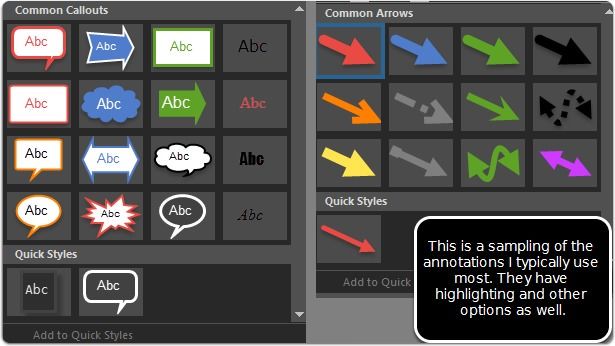 Common Callouts
Abc Abc Abc Abc
Abc Abc Abc Abc
Abc Abc Abc Abc
Abc Abc Abc Abc
Quick Styles
Abc Abc
Add to Quick Styles
Common Arrows
Quick Styles
Add to Quick
This is a sampling of the
annotations I typically use
most. They have
highlighting and other
options as well.